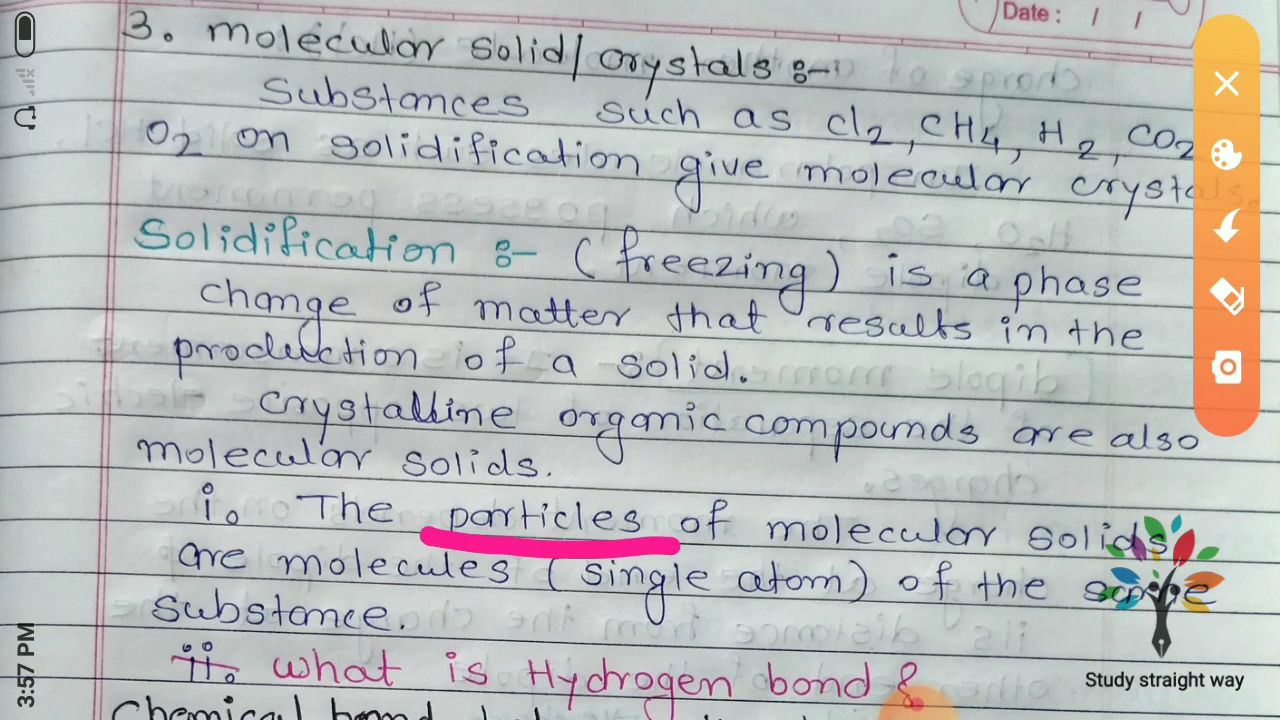 Date : / /
3. Molecular solid/crystals :-
Substances such as Cl2, CH4, H2, CO2
O2 on solidification give molecular crystals.
Solidification :- (freezing) is a phase
change of matter that results in the
production of a solid.
Crystalline organic compounds are also
molecular solids.
i. The particles of molecular solids
are molecules (single atom) of the same
substance.
ii. What is Hydrogen bond ?
Chemical bond
Study straight way
3:57 PM